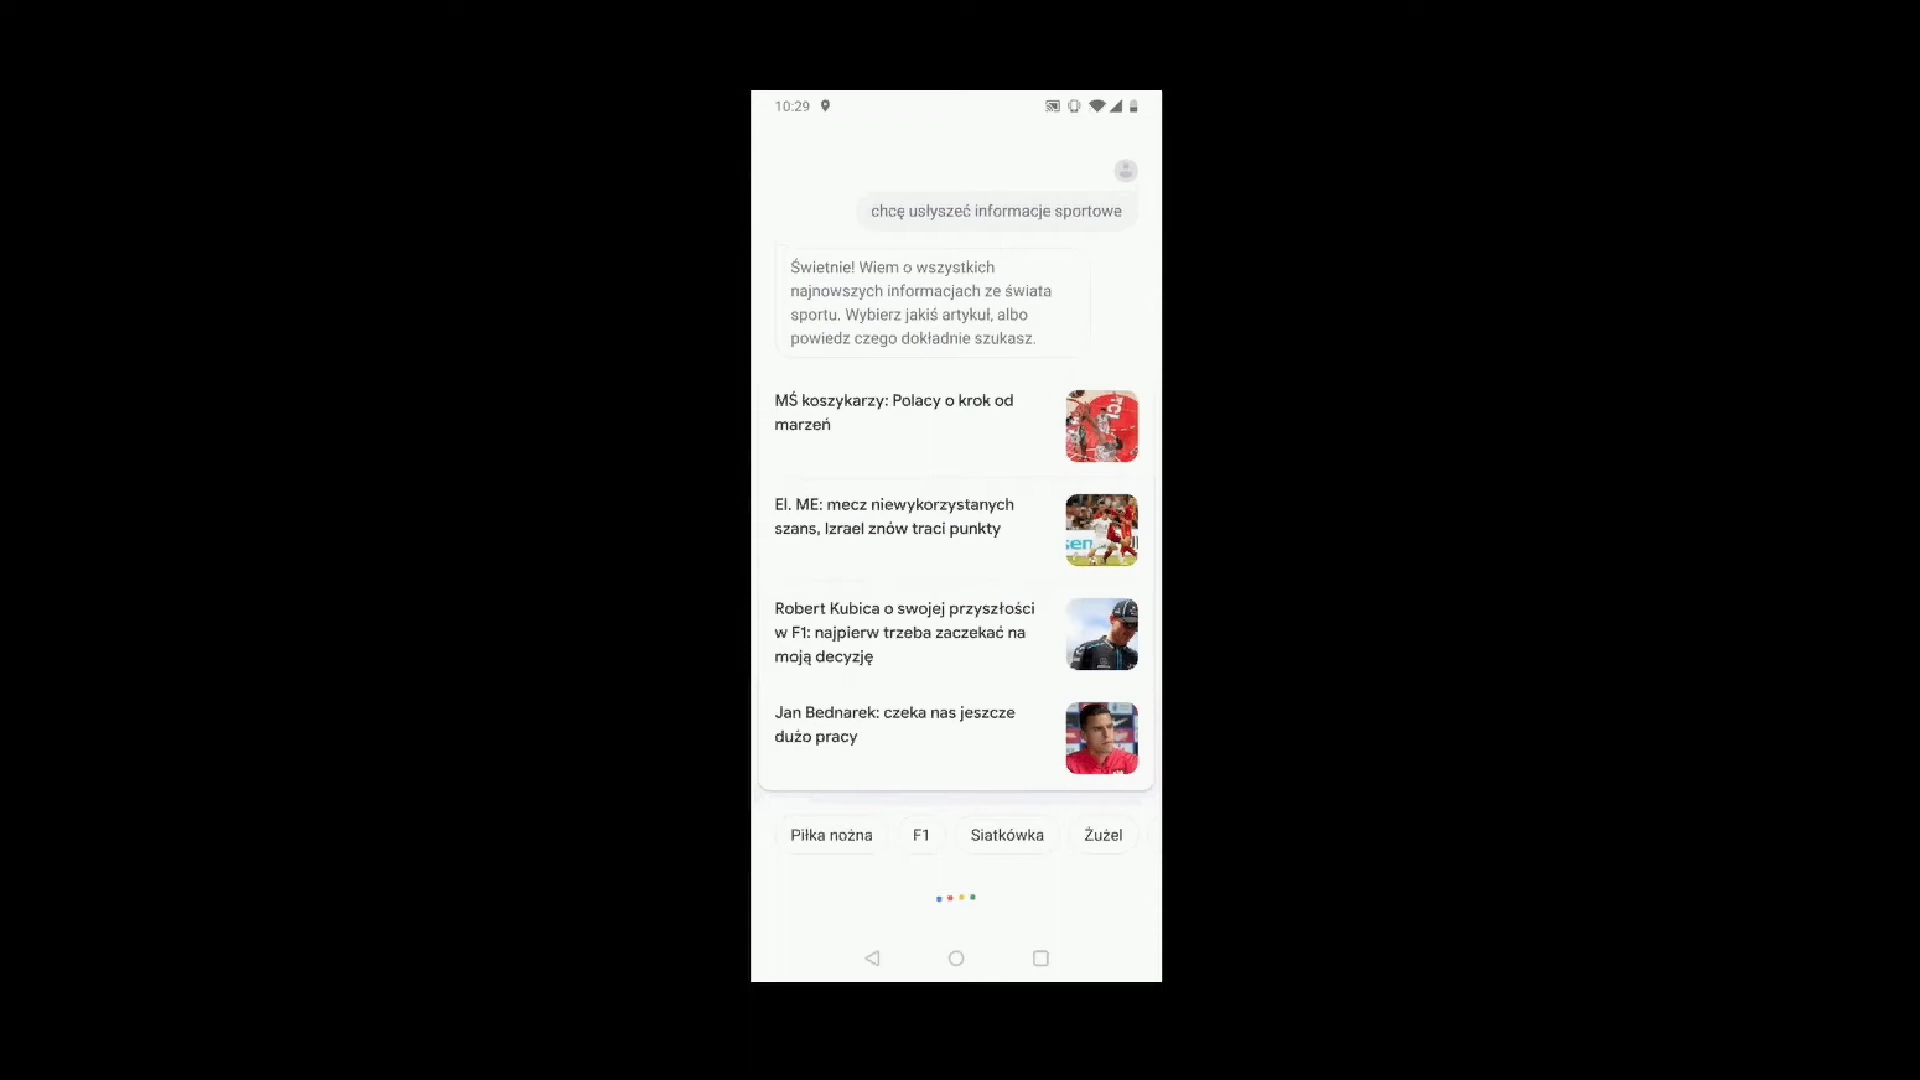 10:29
chcę usłyszeć informacje sportowe
Świetnie! Wiem o wszystkich
najnowszych informacjach ze świata
sportu. Wybierz jakiś artykuł, albo
powiedz czego dokładnie szukasz.
MŚ koszykarzy: Polacy o krok od
marzeń
El. ME: mecz niewykorzystanych
szans, Izrael znów traci punkty
Robert Kubica o swojej przyszłości
w F1: najpierw trzeba zaczekać na
moją decyzję
Jan Bednarek: czeka nas jeszcze
dużo pracy
Piłka nożna
F1
Siatkówka
Żużel